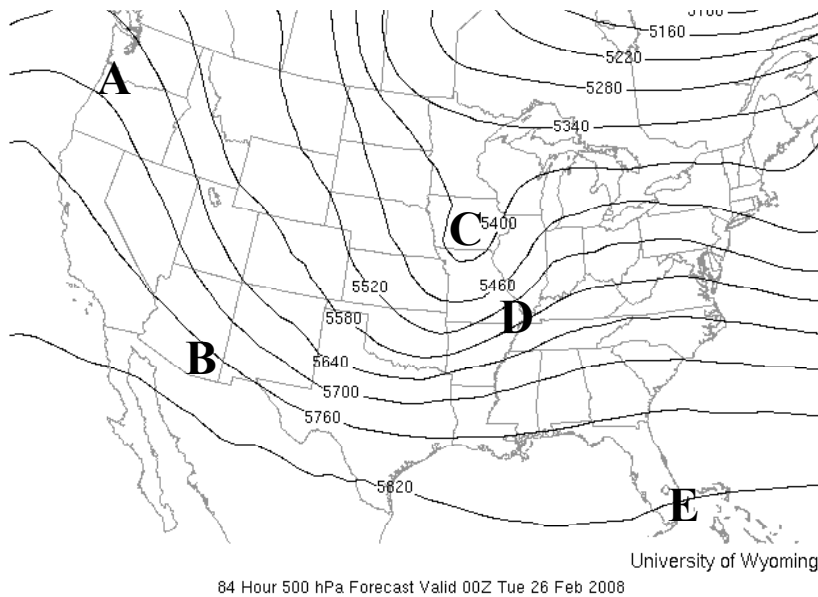 5100
5160
5220
A
5280
5340
C
5400
5520
5460
5580
D
B
5640
5700
5760
5820
E
University of Wyoming
84 Hour 500 hPa Forecast Valid 00Z Tue 26 Feb 2008